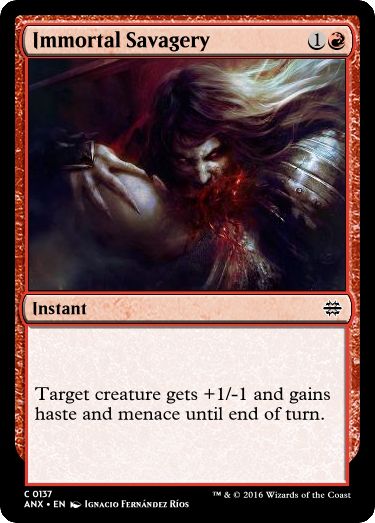 Immortal Savagery 1
Instant
Target creature gets +1/-1 and gains
haste and menace until end of turn.
C 0137
ANX • EN Ignacio Fernández Ríos
™ & © 2016 Wizards of the Coast